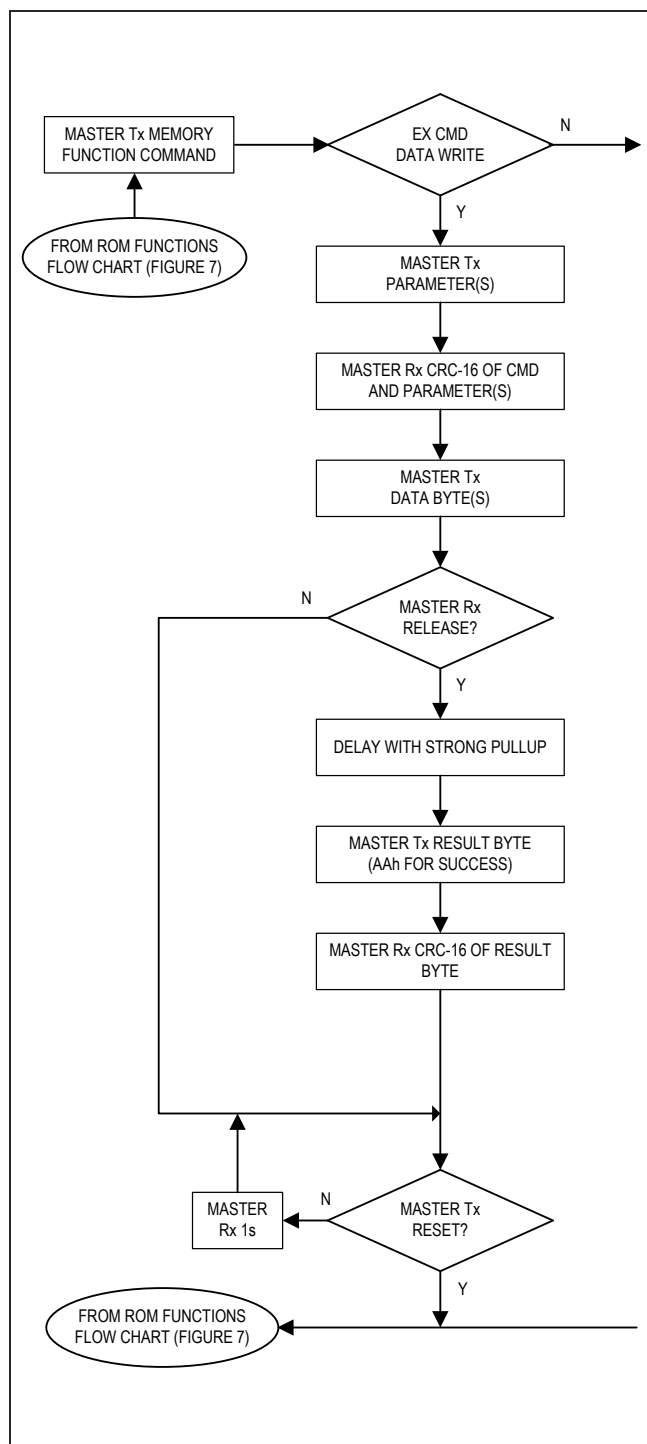 MASTER Tx MEMORY
FUNCTION COMMAND
EX CMD
DATA WRITE
N
Y
FROM ROM FUNCTIONS
FLOW CHART (FIGURE 7)
MASTER Tx
PARAMETER(S)
MASTER Rx CRC-16 OF CMD
AND PARAMETER(S)
MASTER Tx
DATA BYTE(S)
N
MASTER Rx
RELEASE?
Y
DELAY WITH STRONG PULLUP
MASTER Tx RESULT BYTE
(AAh FOR SUCCESS)
MASTER Rx CRC-16 OF RESULT
BYTE
MASTER
Rx 1s
N
MASTER Tx
RESET?
Y
FROM ROM FUNCTIONS
FLOW CHART (FIGURE 7)